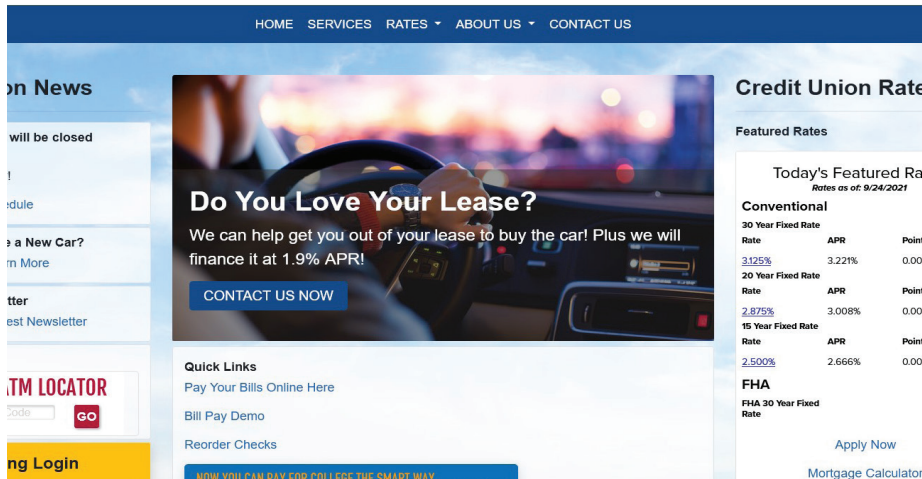 HOME SERVICES RATES ABOUT US CONTACT US
on News
will be closed
!
edule
e a New Car?
rn More
tter
est Newsletter
ATM LOCATOR
Code
GO
ng Login
Do You Love Your Lease?
We can help get you out of your lease to buy the car! Plus we will
finance it at 1.9% APR!
CONTACT US NOW
Quick Links
Pay Your Bills Online Here
Bill Pay Demo
Reorder Checks
NOW YOU CAN PAY FOR COLLEGE THE SMART WAY
Credit Union Rate
Featured Rates
Today's Featured Ra
Rates as of: 9/24/2021
Conventional
30 Year Fixed Rate
Rate APR Point
3.125% 3.221% 0.00
20 Year Fixed Rate
Rate APR Point
2.875% 3.008% 0.00
15 Year Fixed Rate
Rate APR Point
2.500% 2.666% 0.00
FHA
FHA 30 Year Fixed
Rate
Apply Now
Mortgage Calculator